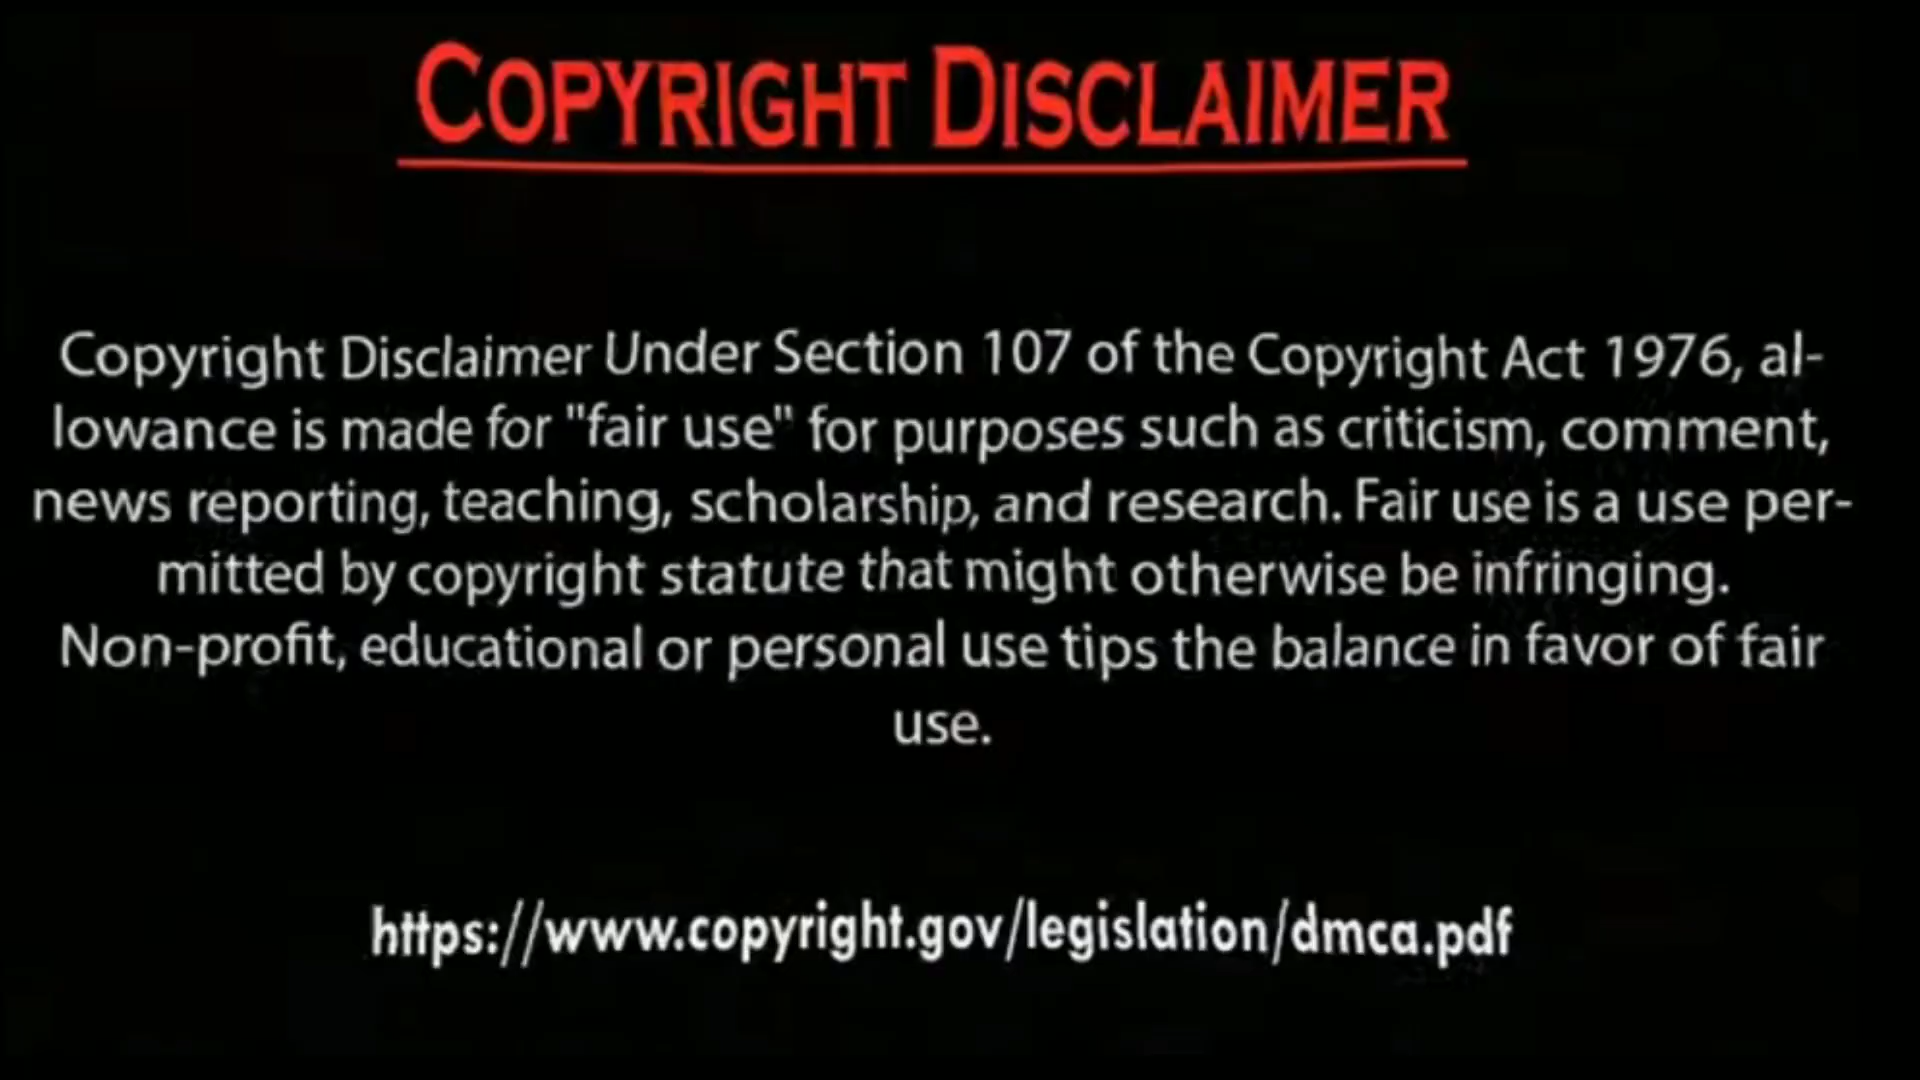 COPYRIGHT DISCLAIMER
Copyright Disclaimer Under Section 107 of the Copyright Act 1976, al-
lowance is made for "fair use" for purposes such as criticism, comment,
news reporting, teaching, scholarship, and research. Fair use is a use per-
mitted by copyright statute that might otherwise be infringing.
Non-profit, educational or personal use tips the balance in favor of fair
use.
https://www.copyright.gov/legislation/dmca.pdf